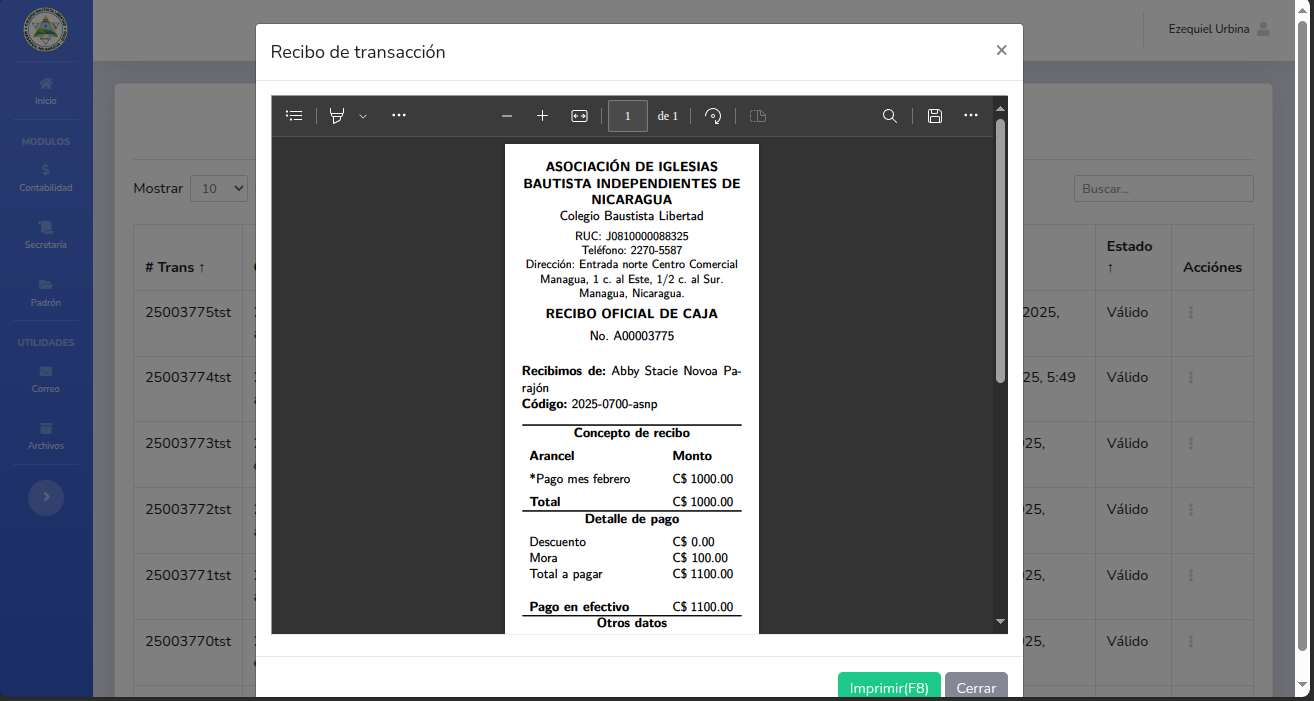 Recibo de transacción
×
Ezequiel Urbina
Inicio
MODULOS
Contabilidad
Secretaría
Padrón
UTILIDADES
Correo
Archivos
1 de 1
ASOCIACIÓN DE IGLESIAS
BAUTISTA INDEPENDIENTES DE
NICARAGUA
Colegio Baustista Libertad
RUC: J0810000088325
Teléfono: 2270-5587
Dirección: Entrada norte Centro Comercial
Managua, 1 c. al Este, 1/2 c. al Sur.
Managua, Nicaragua.
RECIBO OFICIAL DE CAJA
No. A00003775
Recibimos de: Abby Stacie Novoa Pa-
rajón
Código: 2025-0700-asnp
Concepto de recibo
Arancel Monto
*Pago mes febrero C$ 1000.00
Total C$ 1000.00
Detalle de pago
Descuento C$ 0.00
Mora C$ 100.00
Total a pagar C$ 1100.00
Pago en efectivo C$ 1100.00
Otros datos
Imprimir(F8) Cerrar
Mostrar 10
Buscar...
# Trans ↑ Estado ↑ Acciónes
25003775tst 2025, Válido
25003774tst 25, 5:49 Válido
25003773tst 25, Válido
25003772tst 25, Válido
25003771tst 25, Válido
25003770tst 25, Válido